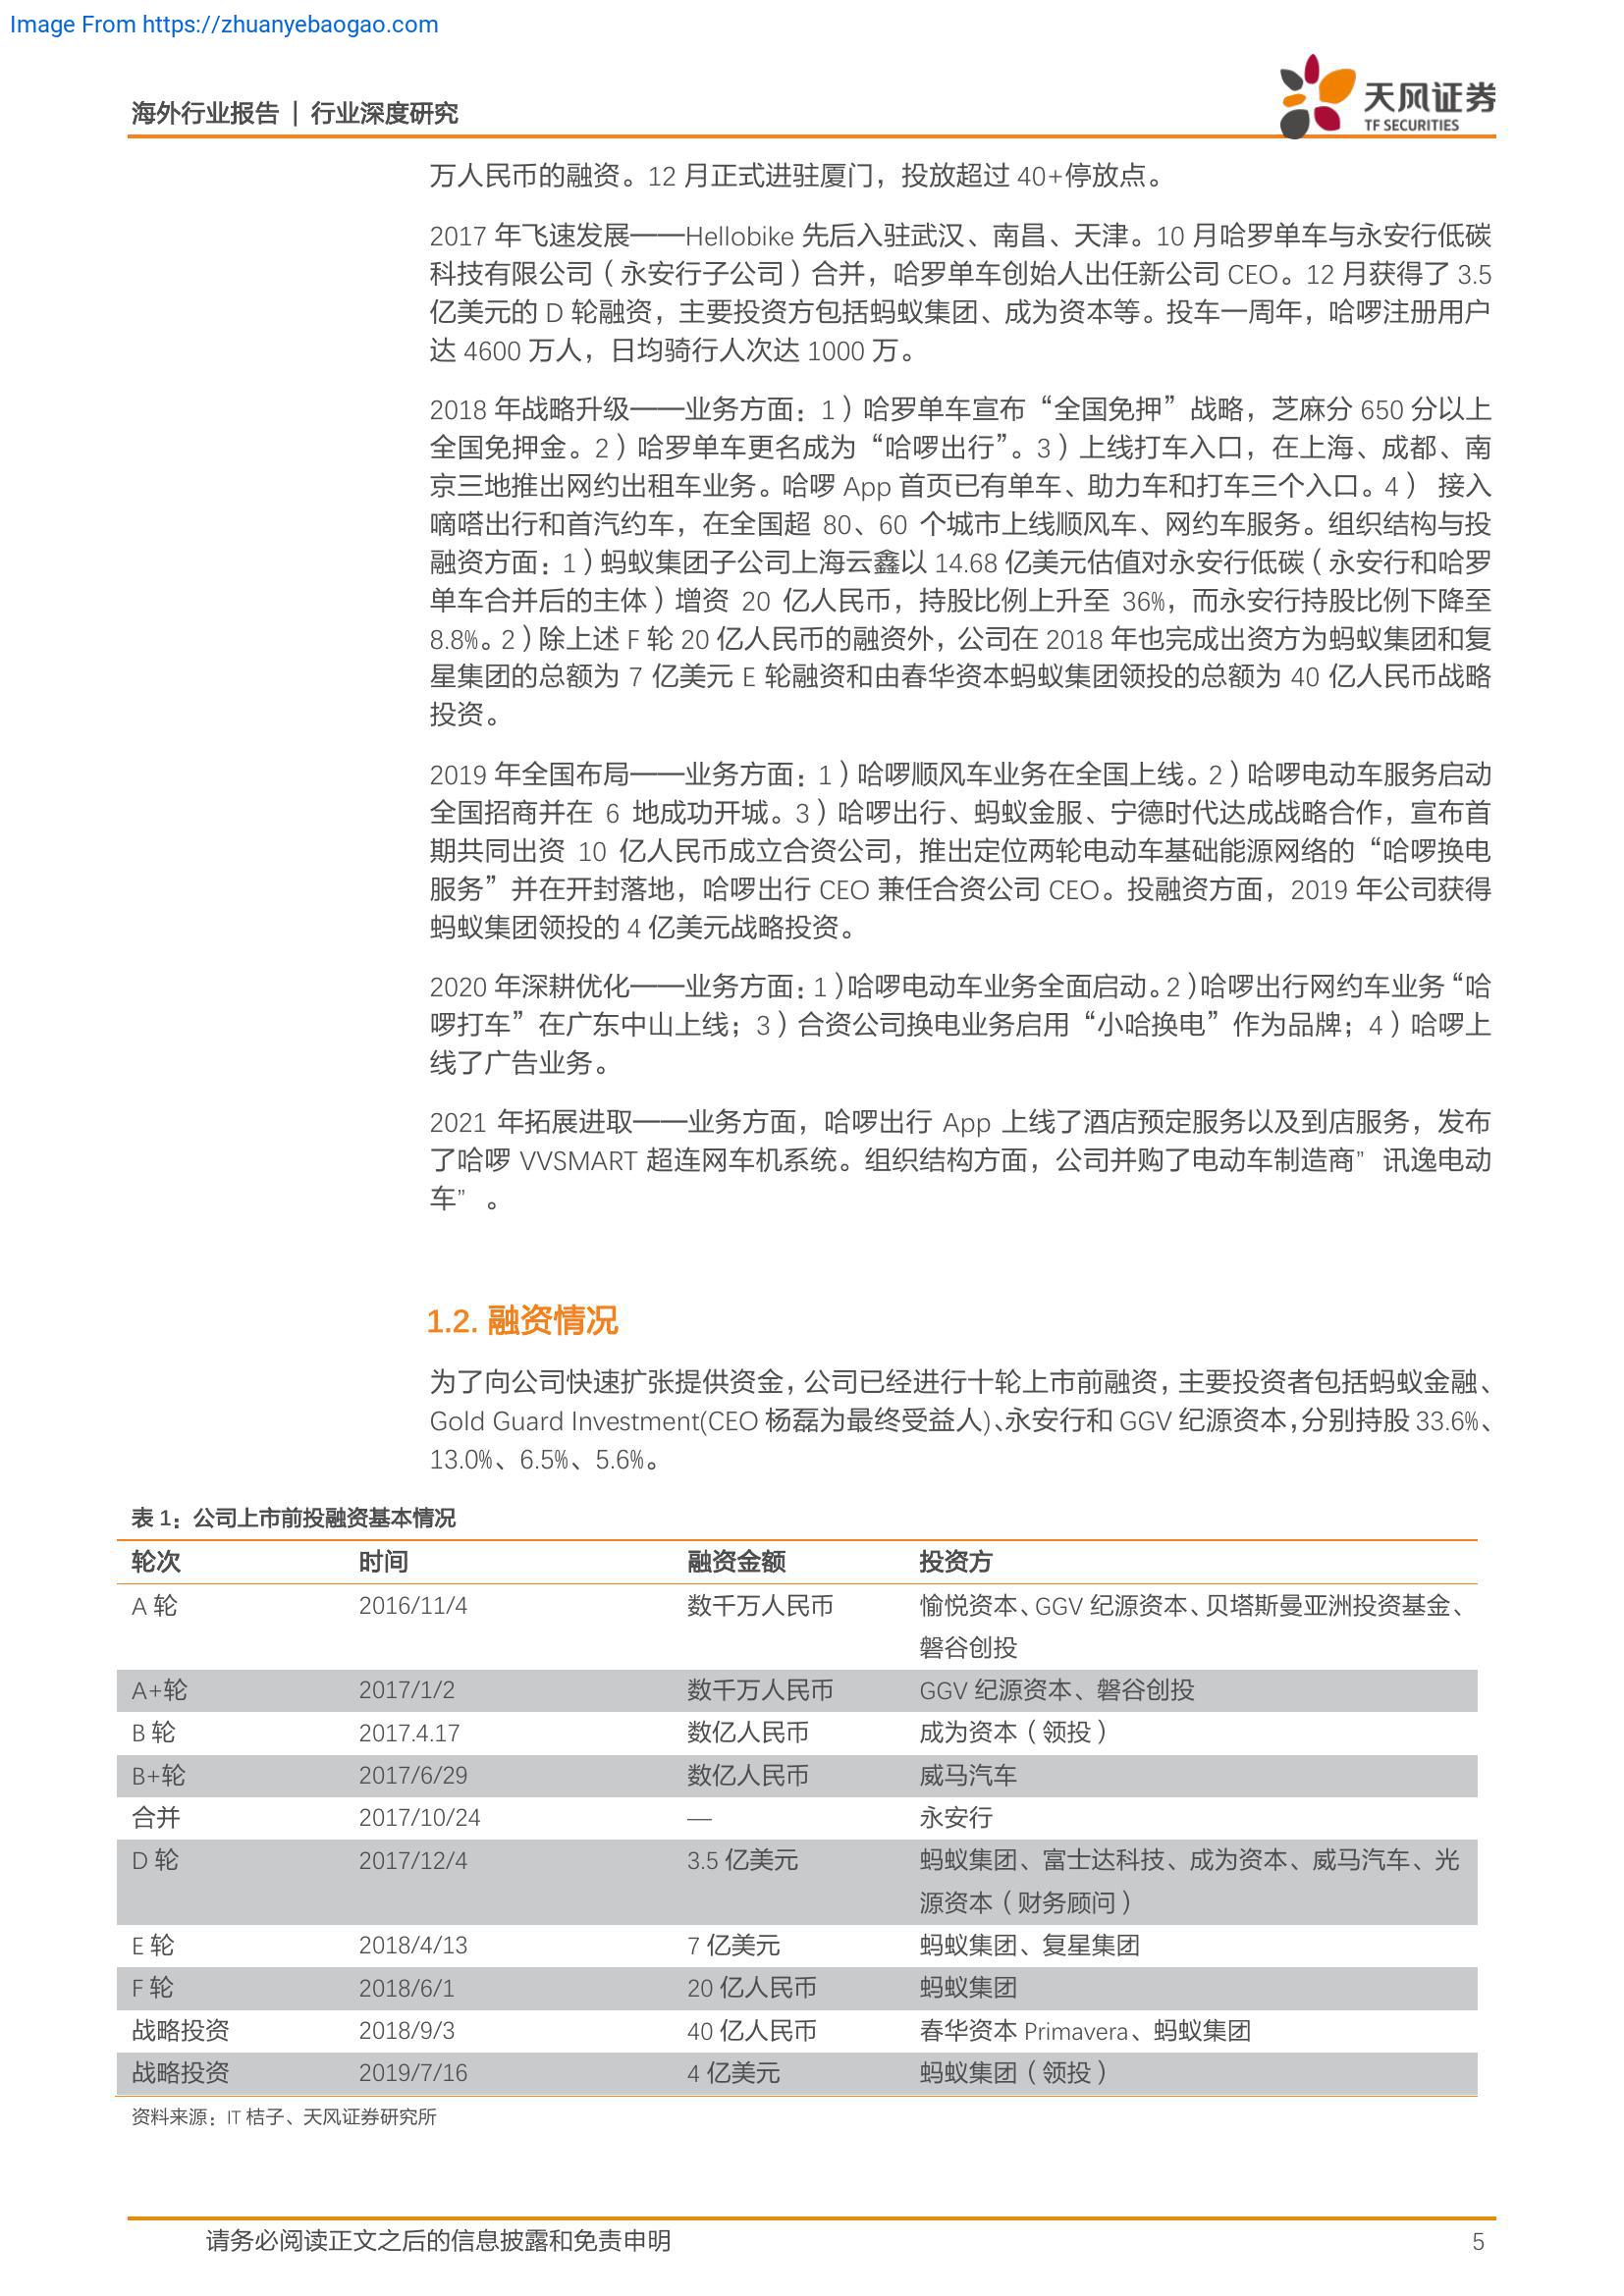 Image From https://zhuanyebaogao.com
海外行业报告 | 行业深度研究
天风证券
TF SECURITIES
万人民币的融资。12 月正式进驻厦门，投放超过 40+停放点。
2017 年飞速发展——Hellobike 先后入驻武汉、南昌、天津。10 月哈罗单车与永安行低碳
科技有限公司（永安行子公司）合并，哈罗单车创始人出任新公司 CEO。12 月获得了 3.5
亿美元的 D 轮融资，主要投资方包括蚂蚁集团、成为资本等。投车一周年，哈啰注册用户
达 4600 万人，日均骑行人次达 1000 万。
2018 年战略升级——业务方面：1）哈罗单车宣布“全国免押”战略，芝麻分 650 分以上
全国免押金。2）哈罗单车更名成为“哈啰出行”。3）上线打车入口，在上海、成都、南
京三地推出网约出租车业务。哈啰 App 首页已有单车、助力车和打车三个入口。4） 接入
嘀嗒出行和首汽约车，在全国超 80、60 个城市上线顺风车、网约车服务。组织结构与投
融资方面：1）蚂蚁集团子公司上海云鑫以 14.68 亿美元估值对永安行低碳（永安行和哈罗
单车合并后的主体）增资 20 亿人民币，持股比例上升至 36%，而永安行持股比例下降至
8.8%。2）除上述 F 轮 20 亿人民币的融资外，公司在 2018 年也完成出资方为蚂蚁集团和复
星集团的总额为 7 亿美元 E 轮融资和由春华资本蚂蚁集团领投的总额为 40 亿人民币战略
投资。
2019 年全国布局——业务方面：1）哈啰顺风车业务在全国上线。2）哈啰电动车服务启动
全国招商并在 6 地成功开城。3）哈啰出行、蚂蚁金服、宁德时代达成战略合作，宣布首
期共同出资 10 亿人民币成立合资公司，推出定位两轮电动车基础能源网络的“哈啰换电
服务”并在开封落地，哈啰出行 CEO 兼任合资公司 CEO。投融资方面，2019 年公司获得
蚂蚁集团领投的 4 亿美元战略投资。
2020 年深耕优化——业务方面：1）哈啰电动车业务全面启动。2）哈啰出行网约车业务“哈
啰打车”在广东中山上线；3）合资公司换电业务启用“小哈换电”作为品牌；4）哈啰上
线了广告业务。
2021 年拓展进取——业务方面，哈啰出行 App 上线了酒店预定服务以及到店服务，发布
了哈啰 VVSMART 超连网车机系统。组织结构方面，公司并购了电动车制造商”讯逸电动
车”。
1.2. 融资情况
为了向公司快速扩张提供资金，公司已经进行十轮上市前融资，主要投资者包括蚂蚁金融、
Gold Guard Investment(CEO 杨磊为最终受益人)、永安行和 GGV 纪源资本，分别持股 33.6%、
13.0%、6.5%、5.6%。
表 1：公司上市前投融资基本情况
轮次 时间 融资金额 投资方
A 轮 2016/11/4 数千万人民币 愉悦资本、GGV 纪源资本、贝塔斯曼亚洲投资基金、
磐谷创投
A+轮 2017/1/2 数千万人民币 GGV 纪源资本、磐谷创投
B 轮 2017.4.17 数亿人民币 成为资本（领投）
B+轮 2017/6/29 数亿人民币 威马汽车
合并 2017/10/24 — 永安行
D 轮 2017/12/4 3.5 亿美元 蚂蚁集团、富士达科技、成为资本、威马汽车、光
源资本（财务顾问）
E 轮 2018/4/13 7 亿美元 蚂蚁集团、复星集团
F 轮 2018/6/1 20 亿人民币 蚂蚁集团
战略投资 2018/9/3 40 亿人民币 春华资本 Primavera、蚂蚁集团
战略投资 2019/7/16 4 亿美元 蚂蚁集团（领投）
资料来源：IT 桔子、天风证券研究所
请务必阅读正文之后的信息披露和免责申明 5